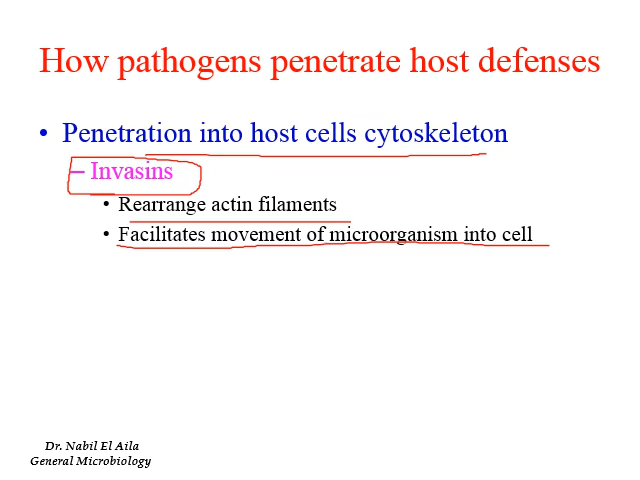 How pathogens penetrate host defenses
• Penetration into host cells cytoskeleton
– Invasins
• Rearrange actin filaments
• Facilitates movement of microorganism into cell
Dr. Nabil El Aila
General Microbiology